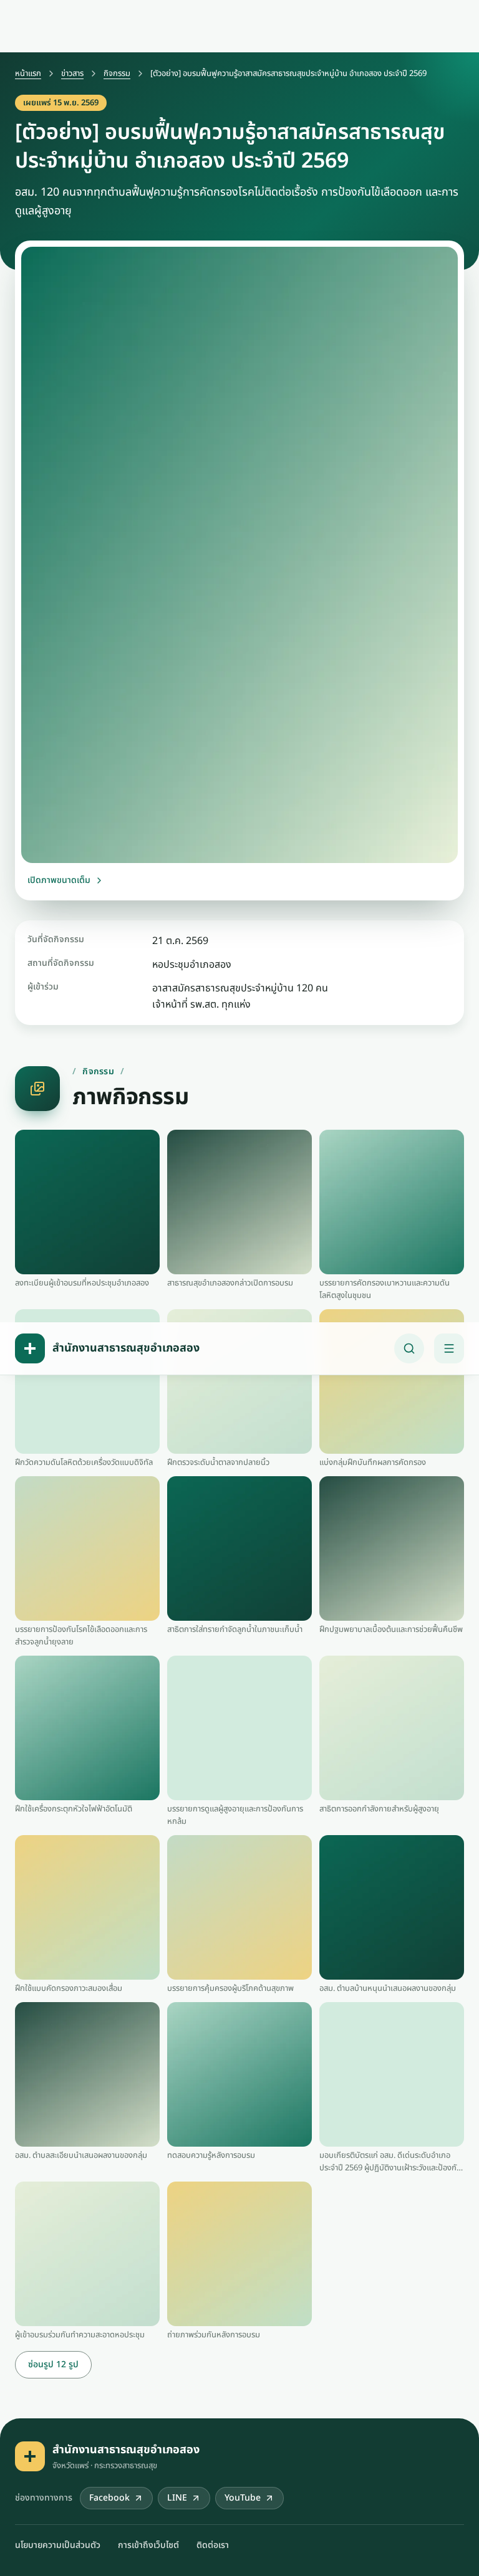 หน้าแรก > ข่าวสาร > กิจกรรม > [ตัวอย่าง] อบรมฟื้นฟูความรู้อาสาสมัครสาธารณสุขประจำหมู่บ้าน อำเภอสอง ประจำปี 2569
เผยแพร่ 15 พ.ย. 2569
[ตัวอย่าง] อบรมฟื้นฟูความรู้อาสาสมัครสาธารณสุข
ประจำหมู่บ้าน อำเภอสอง ประจำปี 2569
อสม. 120 คนจากทุกตำบลฟื้นฟูความรู้การคัดกรองโรคไม่ติดต่อเรื้อรัง การป้องกันไข้เลือดออก และการ
ดูแลผู้สูงอายุ
เปิดภาพขนาดเต็ม
วันที่จัดกิจกรรม 21 ต.ค. 2569
สถานที่จัดกิจกรรม หอประชุมอำเภอสอง
ผู้เข้าร่วม อาสาสมัครสาธารณสุขประจำหมู่บ้าน 120 คน
เจ้าหน้าที่ รพ.สต. ทุกแห่ง
/ กิจกรรม /
ภาพกิจกรรม
ลงทะเบียนผู้เข้าอบรมที่หอประชุมอำเภอสอง
สาธารณสุขอำเภอสองกล่าวเปิดการอบรม
บรรยายการคัดกรองเบาหวานและความดัน
โลหิตสูงในชุมชน
สำนักงานสาธารณสุขอำเภอสอง
ฝึกวัดความดันโลหิตด้วยเครื่องวัดแบบดิจิทัล
ฝึกตรวจระดับน้ำตาลจากปลายนิ้ว
แบ่งกลุ่มฝึกบันทึกผลการคัดกรอง
บรรยายการป้องกันโรคไข้เลือดออกและการ
สำรวจลูกน้ำยุงลาย
สาธิตการใส่ทรายกำจัดลูกน้ำในภาชนะเก็บน้ำ
ฝึกปฐมพยาบาลเบื้องต้นและการช่วยฟื้นคืนชีพ
ฝึกใช้เครื่องกระตุกหัวใจไฟฟ้าอัตโนมัติ
บรรยายการดูแลผู้สูงอายุและการป้องกันการ
หกล้ม
สาธิตการออกกำลังกายสำหรับผู้สูงอายุ
ฝึกใช้แบบคัดกรองภาวะสมองเสื่อม
บรรยายการคุ้มครองผู้บริโภคด้านสุขภาพ
อสม. ตำบลบ้านหนุนนำเสนอผลงานของกลุ่ม
อสม. ตำบลสะเอียบนำเสนอผลงานของกลุ่ม
ทดสอบความรู้หลังการอบรม
มอบเกียรติบัตรแก่ อสม. ดีเด่นระดับอำเภอ
ประจำปี 2569 ผู้ปฏิบัติงานเฝ้าระวังและป้องกั...
ผู้เข้าอบรมร่วมกันทำความสะอาดหอประชุม
ถ่ายภาพร่วมกันหลังการอบรม
ซ่อนรูป 12 รูป
สำนักงานสาธารณสุขอำเภอสอง
จังหวัดแพร่ · กระทรวงสาธารณสุข
ช่องทางทางการ Facebook LINE YouTube
นโยบายความเป็นส่วนตัว การเข้าถึงเว็บไซต์ ติดต่อเรา